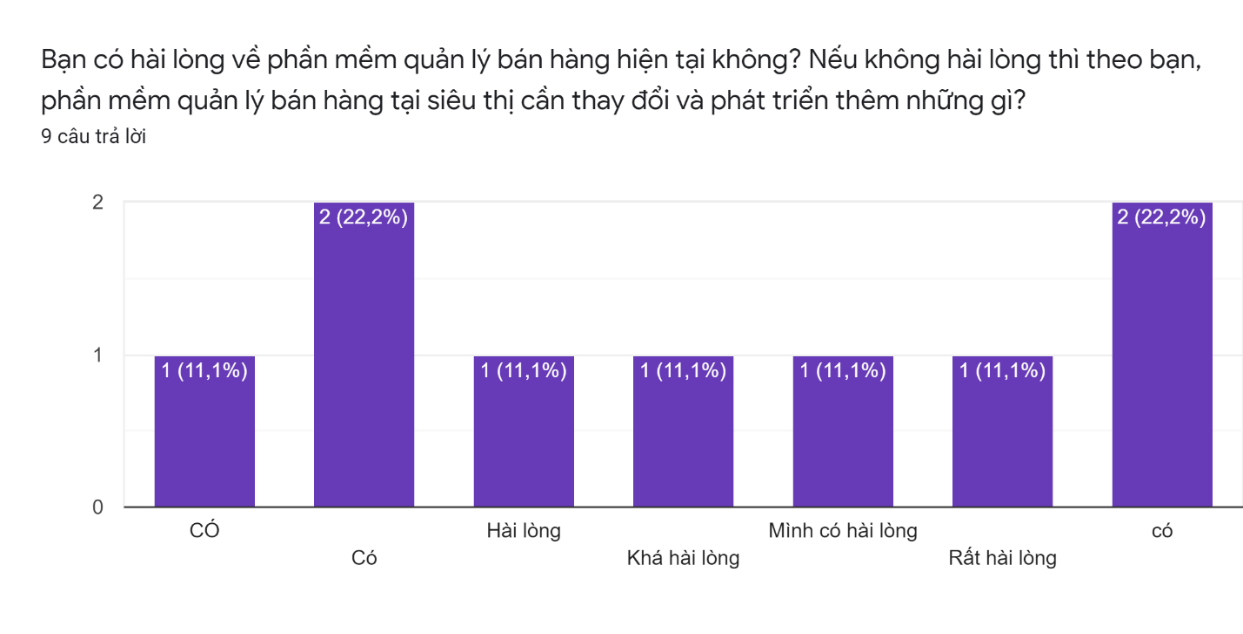 Bạn có hài lòng về phần mềm quản lý bán hàng hiện tại không? Nếu không hài lòng thì theo bạn,
phần mềm quản lý bán hàng tại siêu thị cần thay đổi và phát triển thêm những gì?
9 câu trả lời
2
2 (22,2%)
2 (22,2%)
1
1 (11,1%)
1 (11,1%)
1 (11,1%)
1 (11,1%)
1 (11,1%)
0
CÓ
Có
Hài lòng
Khá hài lòng
Mình có hài lòng
Rất hài lòng
có